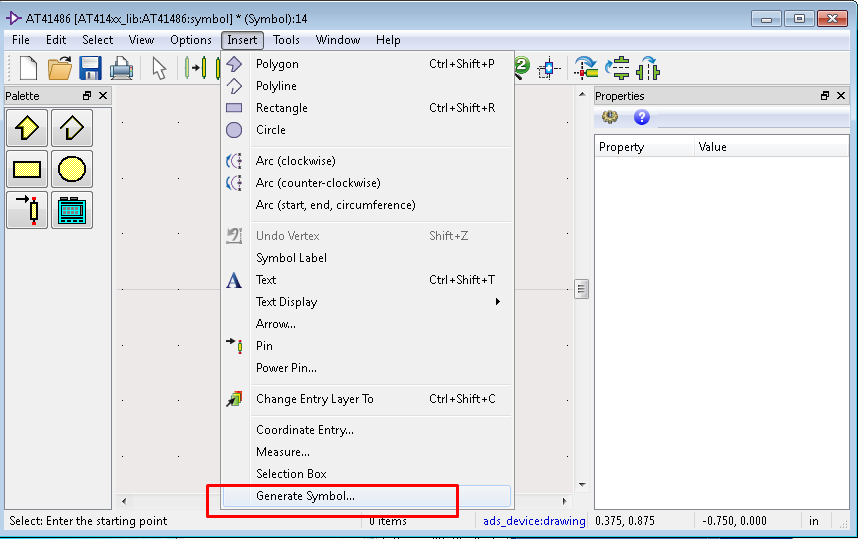 AT41486 [AT414xx_lib:AT41486:symbol] * (Symbol):14
File Edit Select View Options Insert Tools Window Help
Palette
Polygon Ctrl+Shift+P
Polyline
Rectangle Ctrl+Shift+R
Circle
Arc (clockwise)
Arc (counter-clockwise)
Arc (start, end, circumference)
Undo Vertex Shift+Z
Symbol Label
A Text Ctrl+Shift+T
Text Display
Arrow...
Pin
Power Pin...
Change Entry Layer To Ctrl+Shift+C
Coordinate Entry...
Measure...
Selection Box
Generate Symbol...
2
Properties
?
Property Value
Select: Enter the starting point 0 items ads_device:drawing 0.375, 0.875 -0.750, 0.000 in